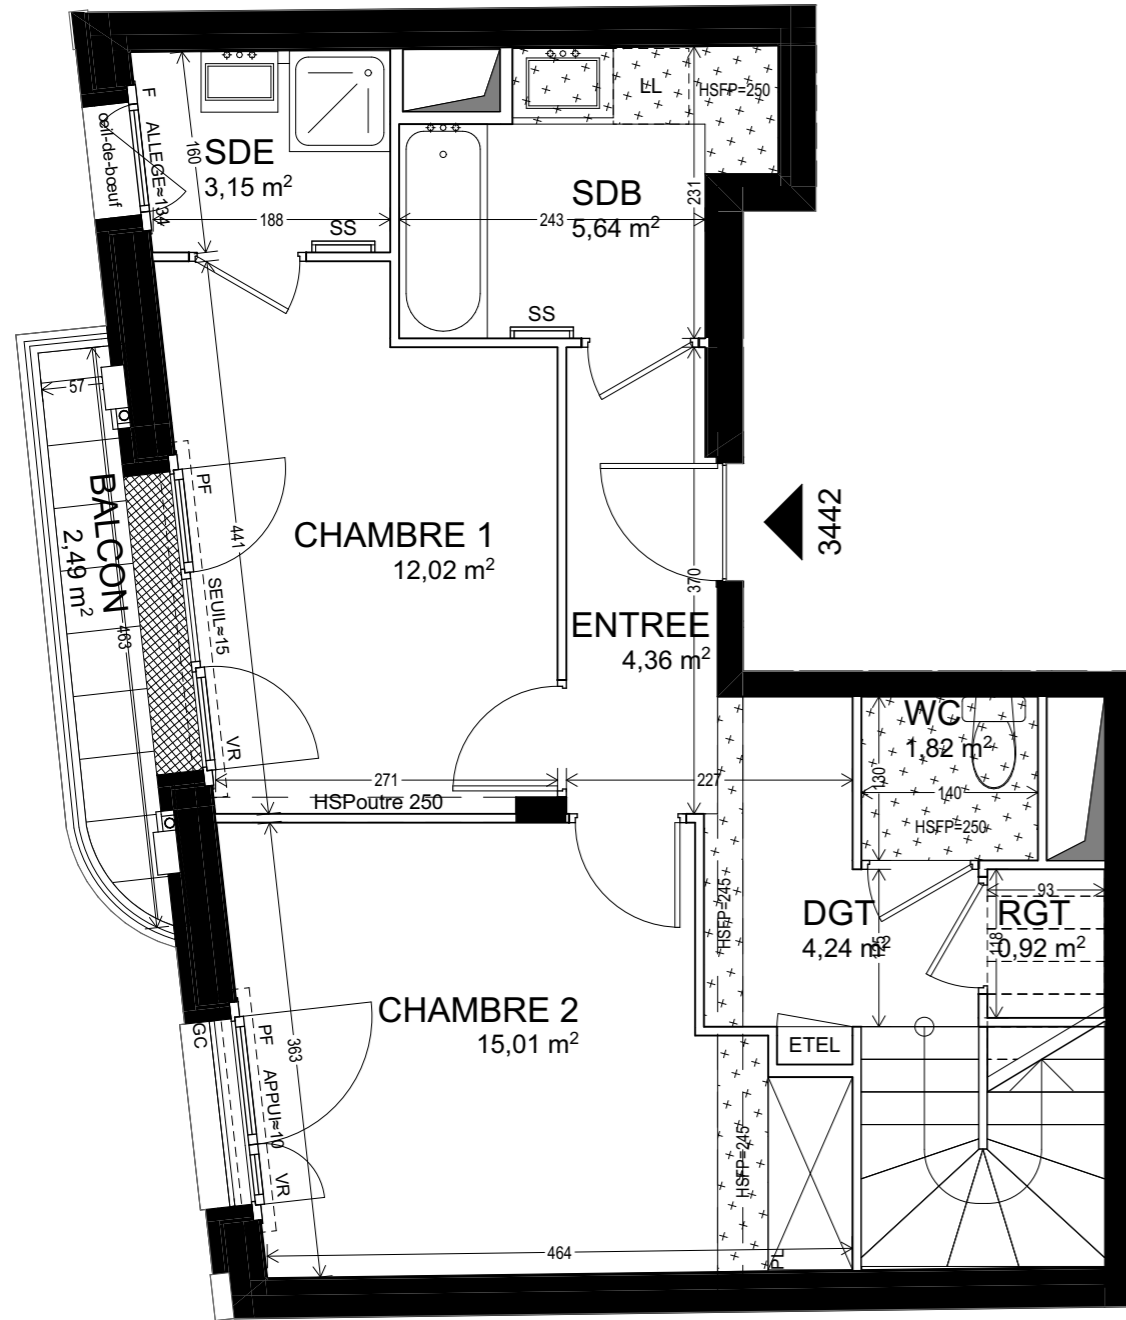 LL
HSFP=250
F
ALLEGE≈134
œil-de-bœuf
160
SDE
3,15 m²
188
SS
SDB
5,64 m²
243
231
SS
57
BALCON
2,49 m²
463
PF
441
SEUIL≈15
VR
CHAMBRE 1
12,02 m²
3442
370
ENTREE
4,36 m²
271
227
HSPoutre 250
WC
1,82 m²
130
140
HSFP=250
HSFP=245
DGT
4,24 m²
93
RGT
0,92 m²
118
CHAMBRE 2
15,01 m²
GC
PF
363
APPUI≈10
VR
ETEL
HSFP=245
464
PL